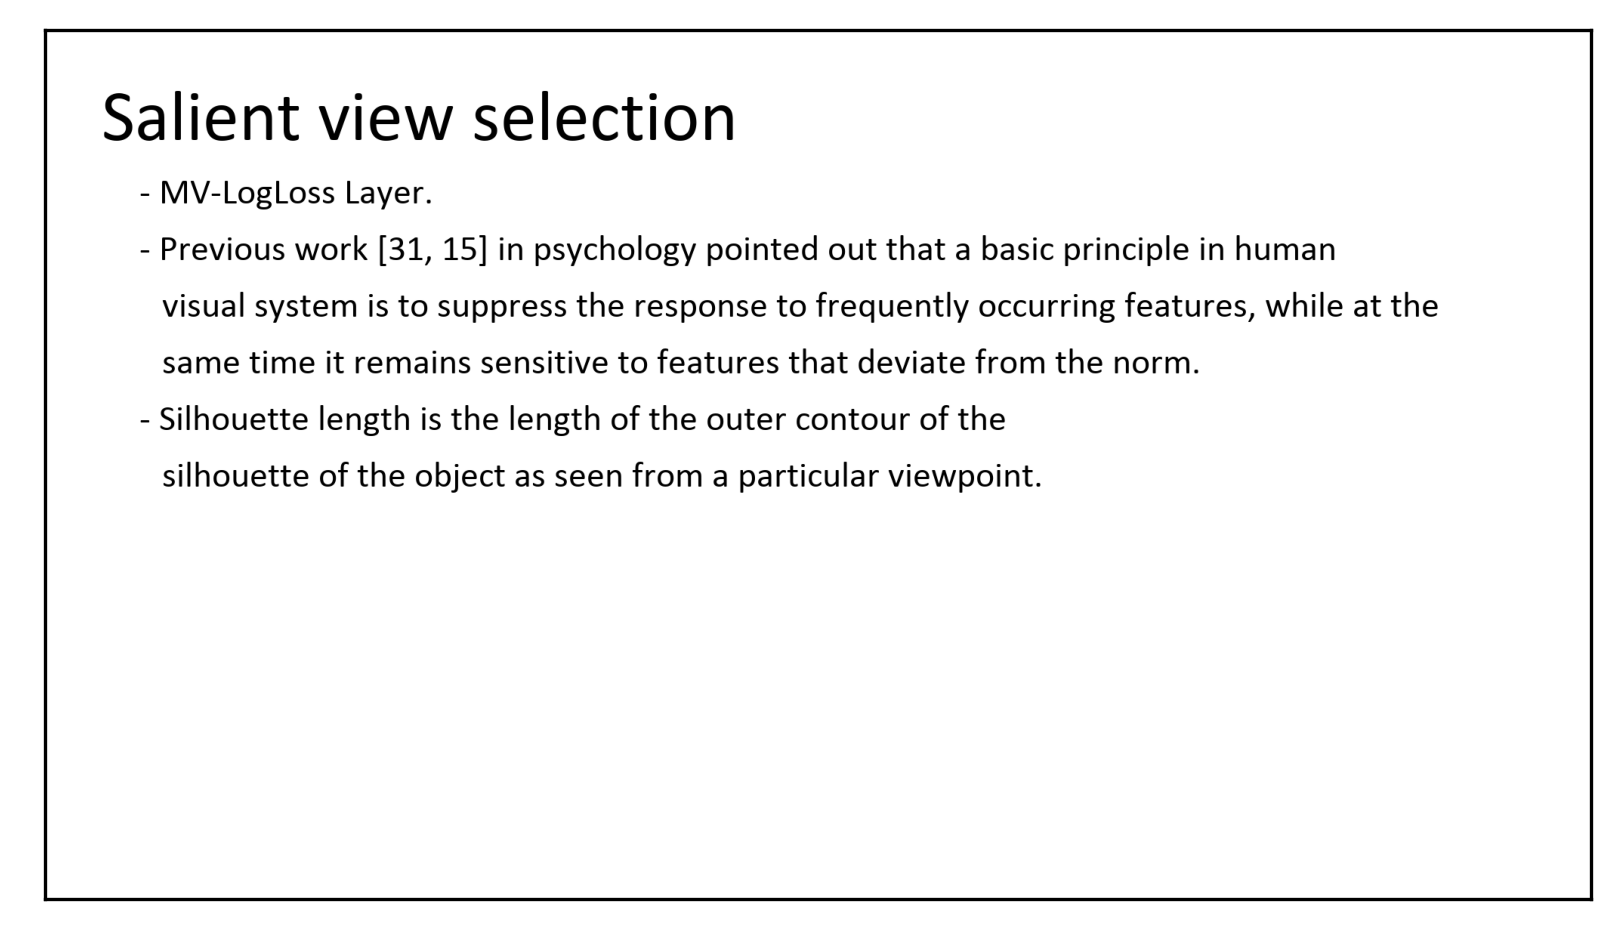 Salient view selection
- MV-LogLoss Layer.
- Previous work [31, 15] in psychology pointed out that a basic principle in human
visual system is to suppress the response to frequently occurring features, while at the
same time it remains sensitive to features that deviate from the norm.
- Silhouette length is the length of the outer contour of the
silhouette of the object as seen from a particular viewpoint.